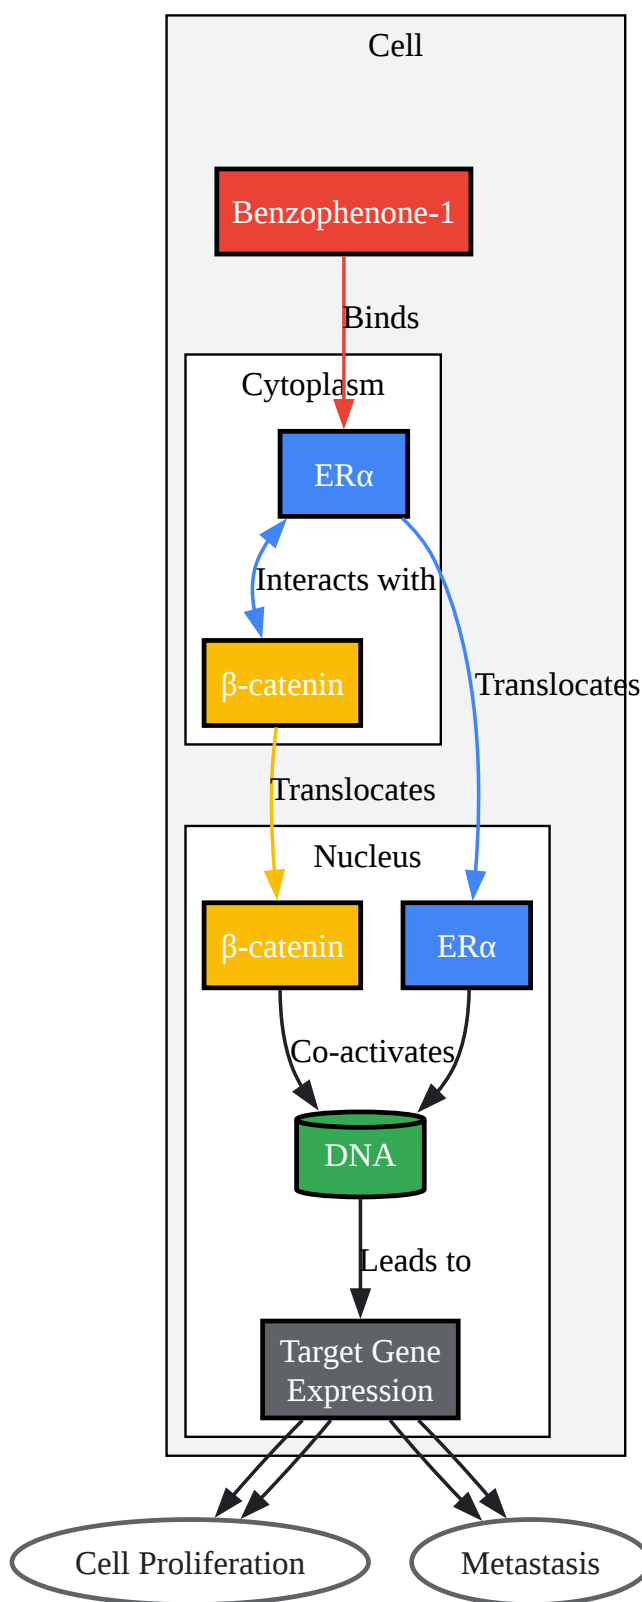 Cell
Benzophenone-1
Binds
Cytoplasm
ERα
Interacts with
β-catenin
Translocates
Translocates
Nucleus
β-catenin
ERα
Co-activates
DNA
Leads to
Target Gene
Expression
Cell Proliferation
Metastasis